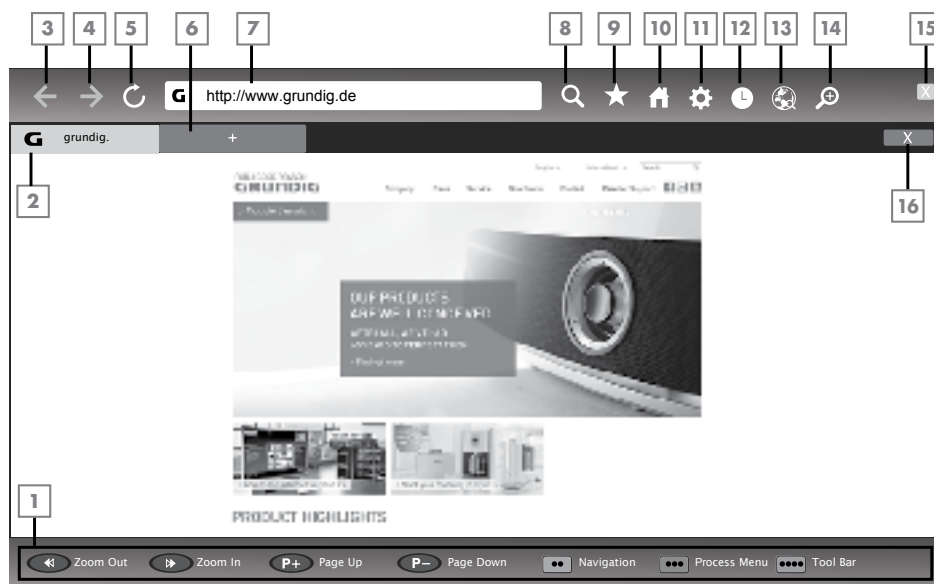 3 4 5 6 7 8 9 10 11 12 13 14 15
G http://www.grundig.de X
G grundig. + X
2 16
GRUNDIG
OUR PRODUCTS
ARE WELL CONCEIVED
PRODUCT HIGHLIGHTS
1
Zoom Out Zoom In P+ Page Up P− Page Down Navigation Process Menu Tool Bar